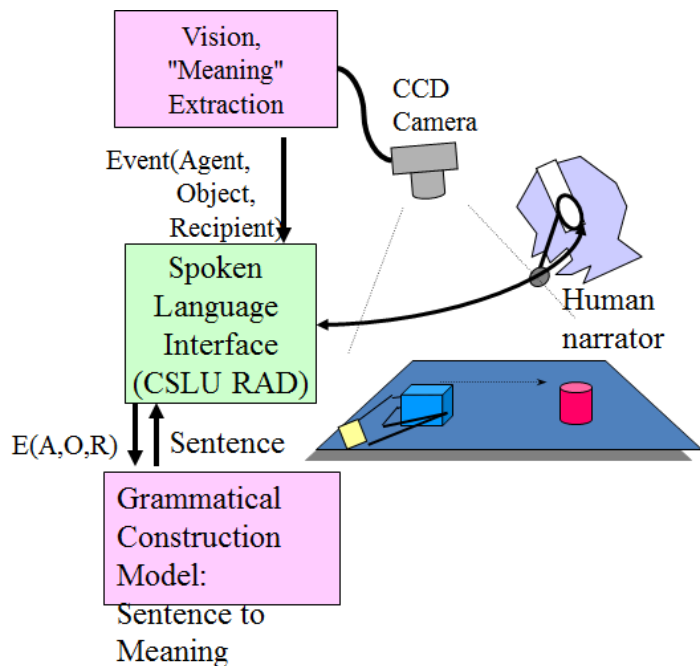 Vision,
"Meaning"
Extraction
CCD
Camera
Event(Agent,
Object,
Recipient)
Spoken
Language
Interface
(CSLU RAD)
Human
narrator
E(A,O,R)
Sentence
Grammatical
Construction
Model:
Sentence to
Meaning